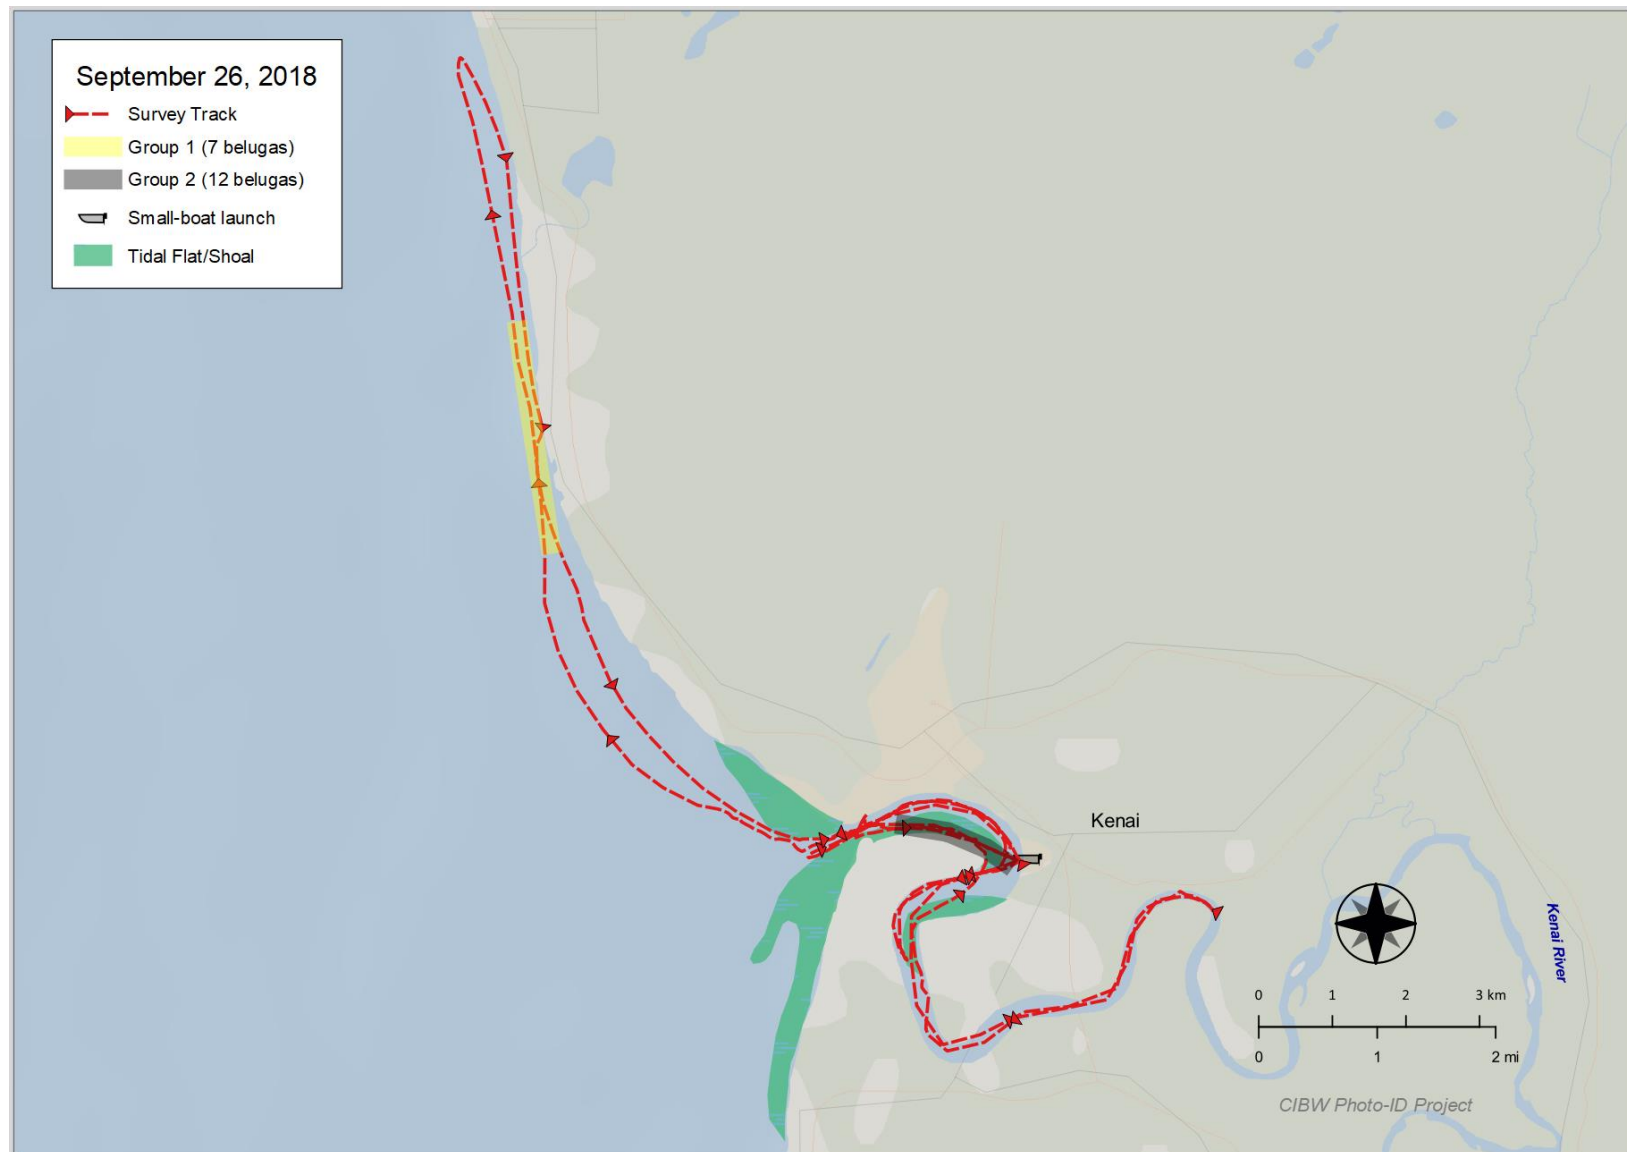 September 26, 2018
Survey Track
Group 1 (7 belugas)
Group 2 (12 belugas)
Small-boat launch
Tidal Flat/Shoal
Kenai
Kenai River
0 1 2 3 km
0 1 2 mi
CIBW Photo-ID Project